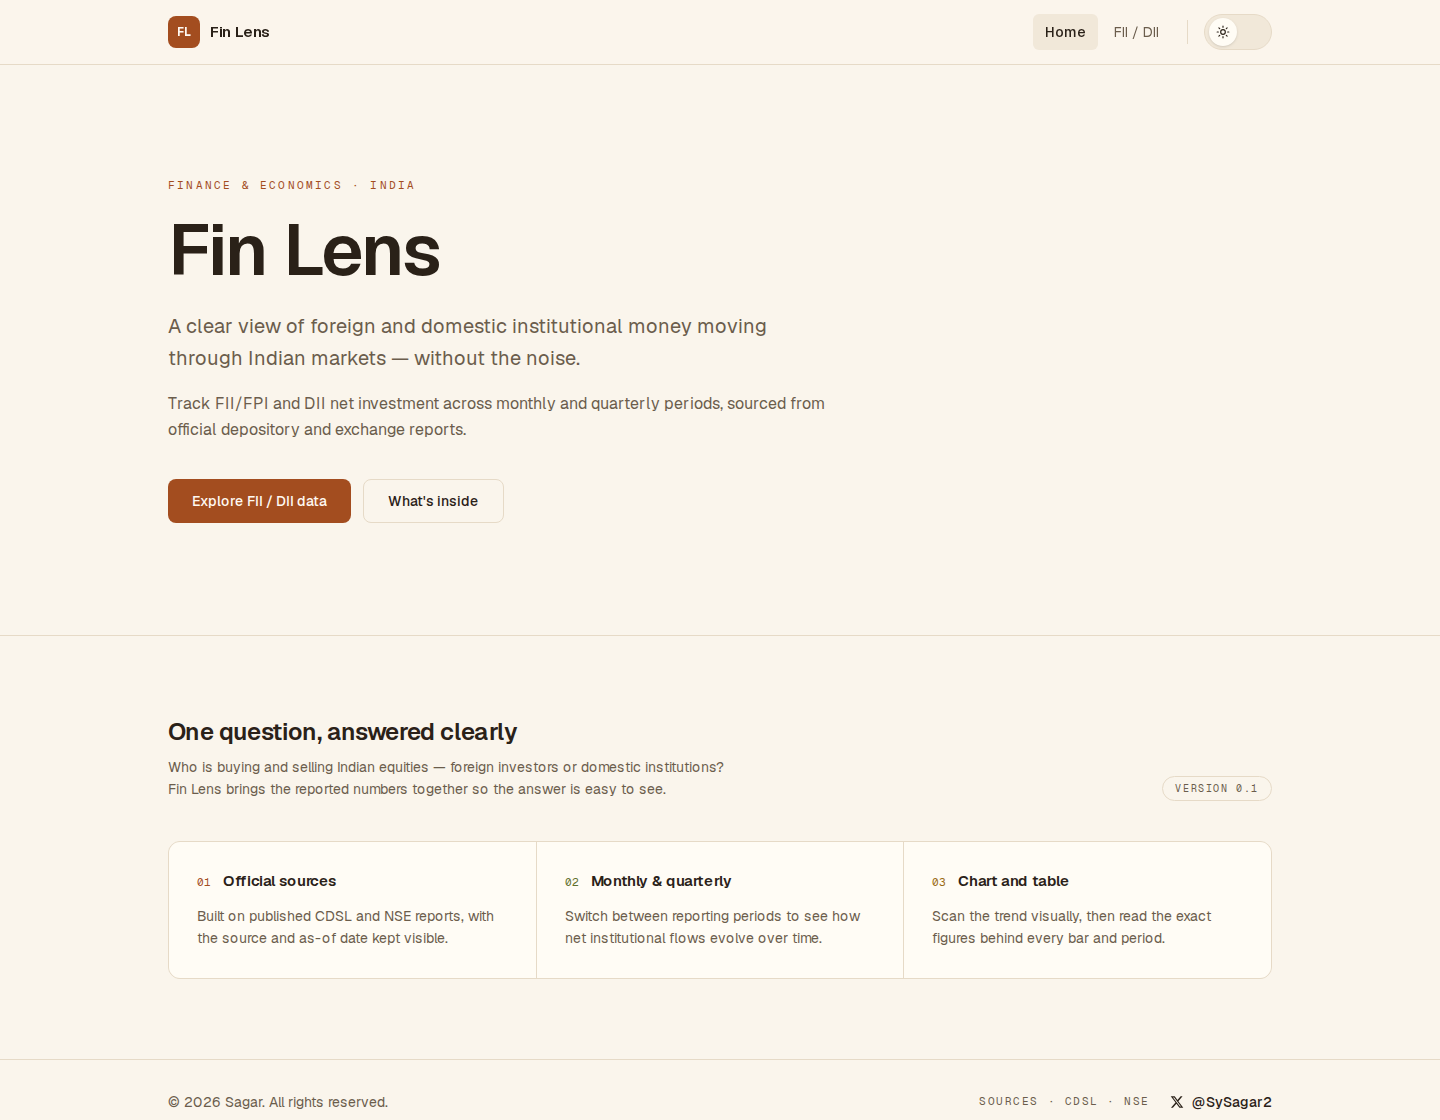 FL
Fin Lens
Home
FII / DII
FINANCE & ECONOMICS · INDIA
Fin Lens
A clear view of foreign and domestic institutional money moving
through Indian markets — without the noise.
Track FII/FPI and DII net investment across monthly and quarterly periods, sourced from
official depository and exchange reports.
Explore FII / DII data
What's inside
One question, answered clearly
Who is buying and selling Indian equities — foreign investors or domestic institutions?
Fin Lens brings the reported numbers together so the answer is easy to see.
VERSION 0.1
01 Official sources
Built on published CDSL and NSE reports, with
the source and as-of date kept visible.
02 Monthly & quarterly
Switch between reporting periods to see how
net institutional flows evolve over time.
03 Chart and table
Scan the trend visually, then read the exact
figures behind every bar and period.
© 2026 Sagar. All rights reserved.
SOURCES · CDSL · NSE
@SySagar2